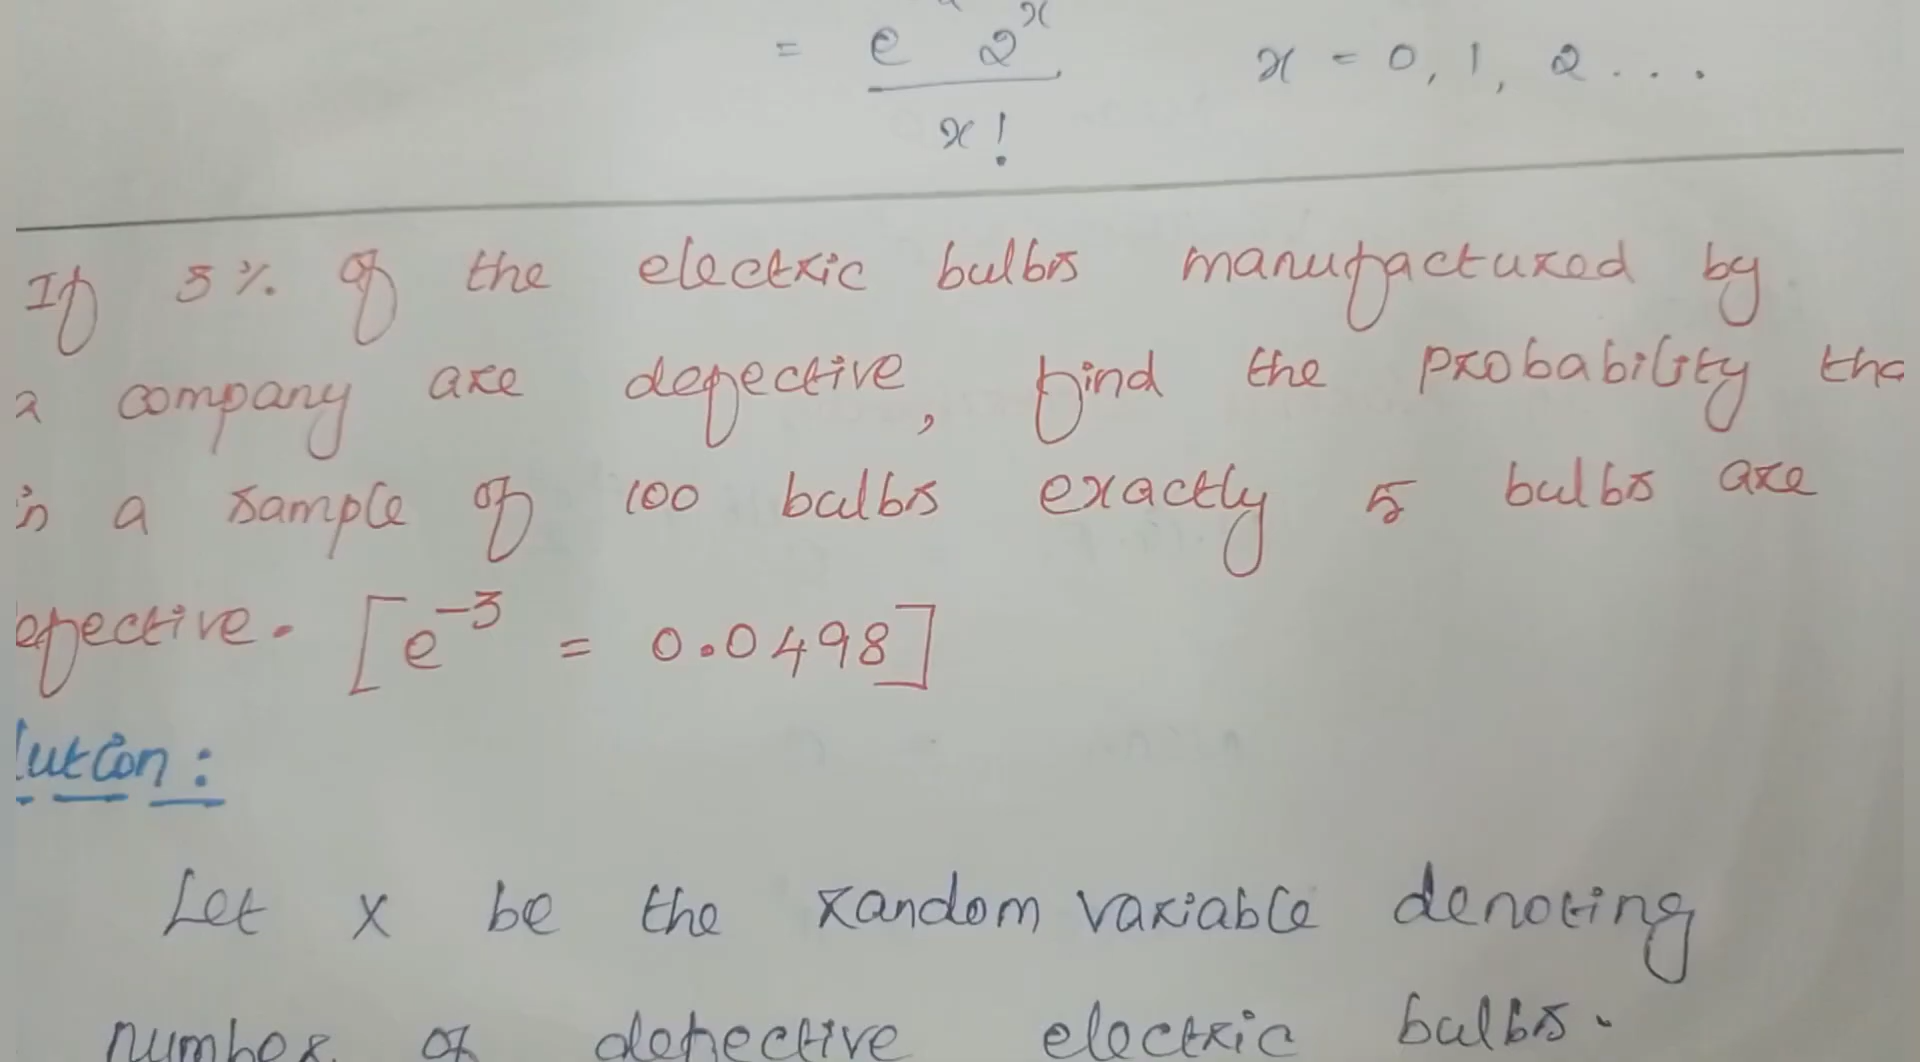 = e 2^x / x! x = 0, 1, 2 ...
If 3% of the electric bulbs manufactured by
a company are defective, find the probability tha
in a sample of 100 bulbs exactly 5 bulbs are
efective. [e^-3 = 0.0498]
lution:
Let X be the random variable denoting
number of defective electric bulbs.